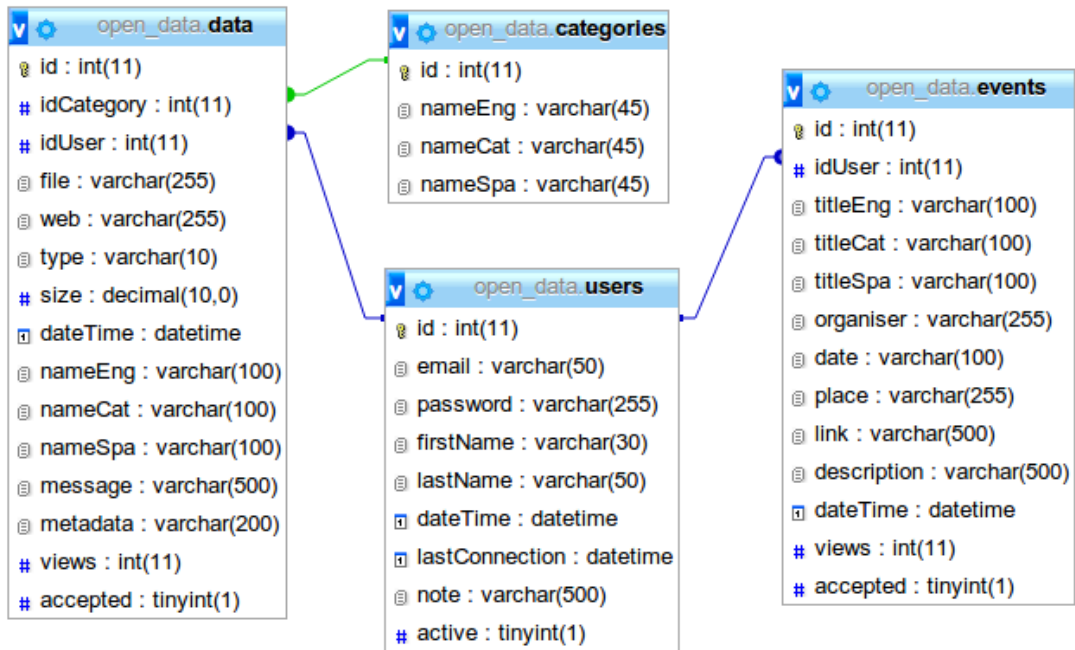 v open_data.data
id : int(11)
# idCategory : int(11)
# idUser : int(11)
file : varchar(255)
web : varchar(255)
type : varchar(10)
# size : decimal(10,0)
dateTime : datetime
nameEng : varchar(100)
nameCat : varchar(100)
nameSpa : varchar(100)
message : varchar(500)
metadata : varchar(200)
# views : int(11)
# accepted : tinyint(1)
v open_data.categories
id : int(11)
nameEng : varchar(45)
nameCat : varchar(45)
nameSpa : varchar(45)
v open_data.users
id : int(11)
email : varchar(50)
password : varchar(255)
firstName : varchar(30)
lastName : varchar(50)
dateTime : datetime
lastConnection : datetime
note : varchar(500)
# active : tinyint(1)
v open_data.events
id : int(11)
# idUser : int(11)
titleEng : varchar(100)
titleCat : varchar(100)
titleSpa : varchar(100)
organiser : varchar(255)
date : varchar(100)
place : varchar(255)
link : varchar(500)
description : varchar(500)
dateTime : datetime
# views : int(11)
# accepted : tinyint(1)